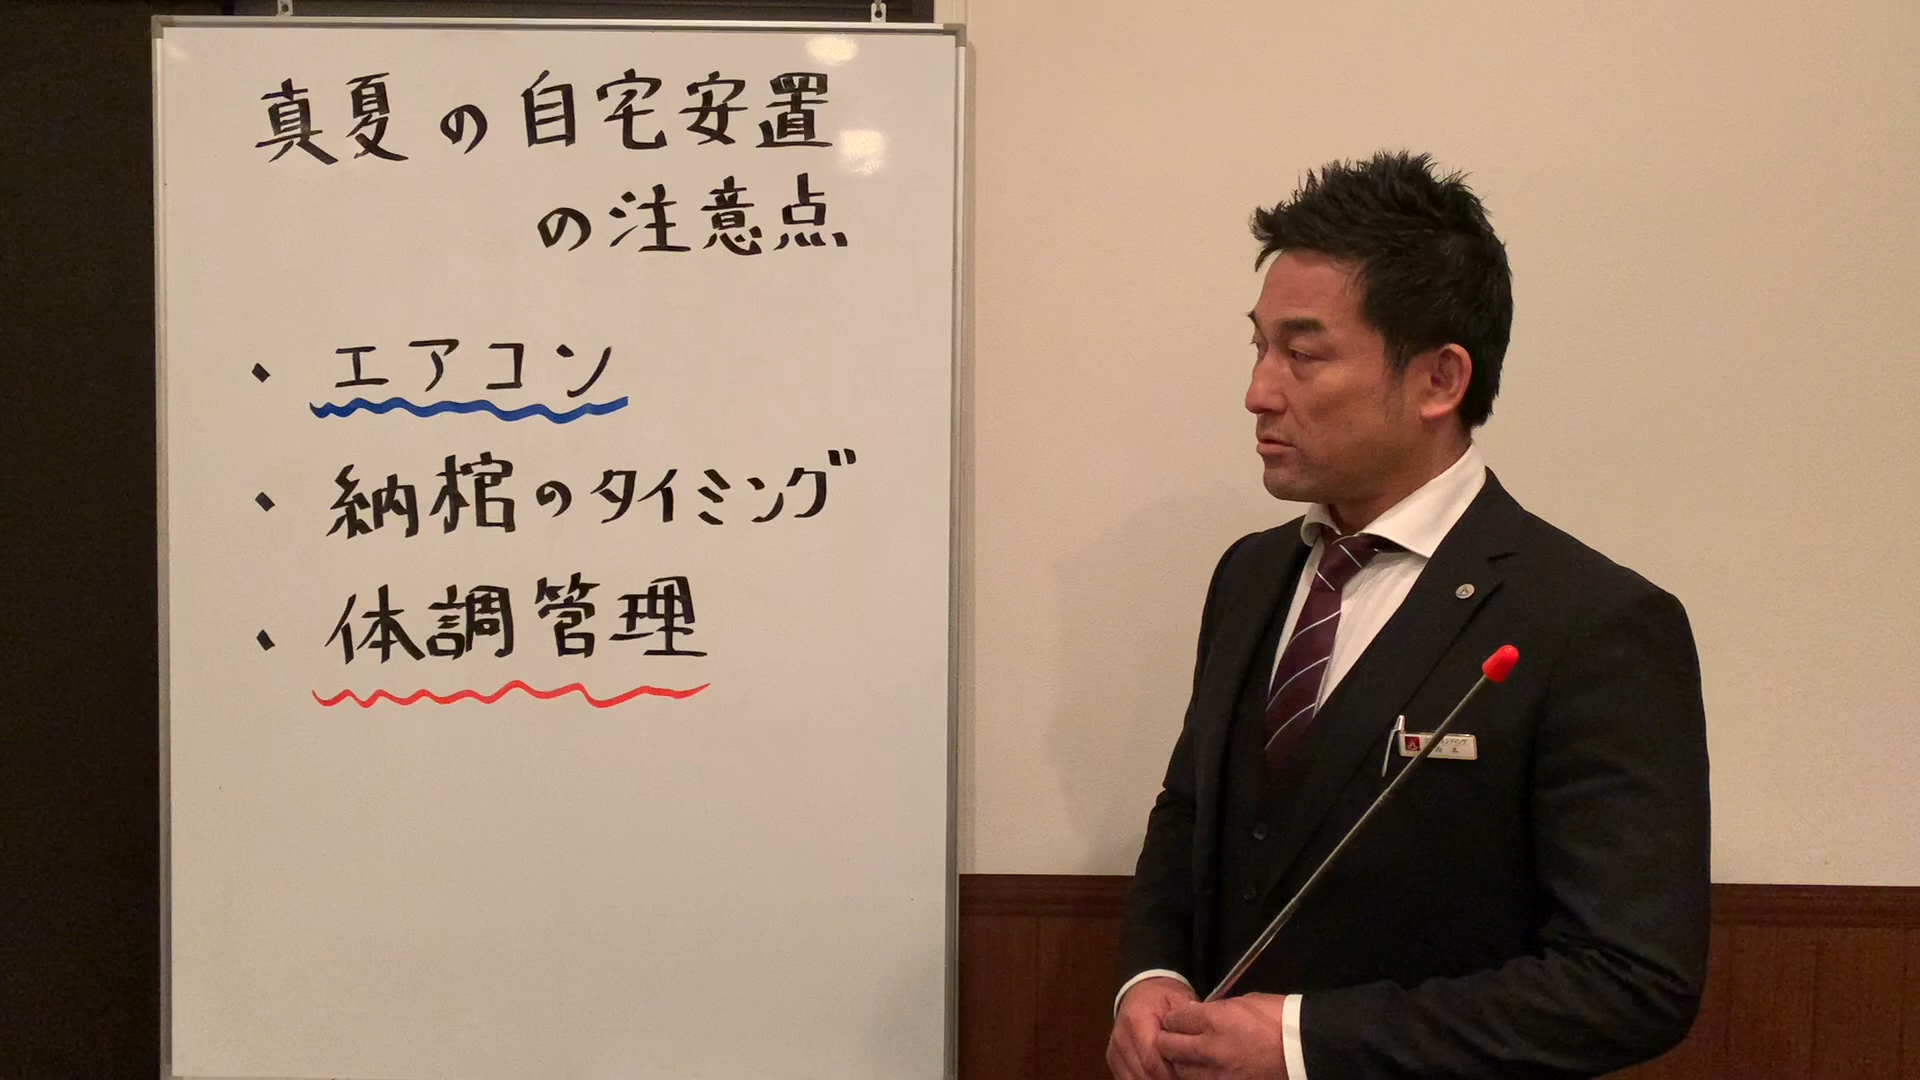 真夏の自宅安置
の注意点
・エアコン
・納棺のタイミング
・体調管理